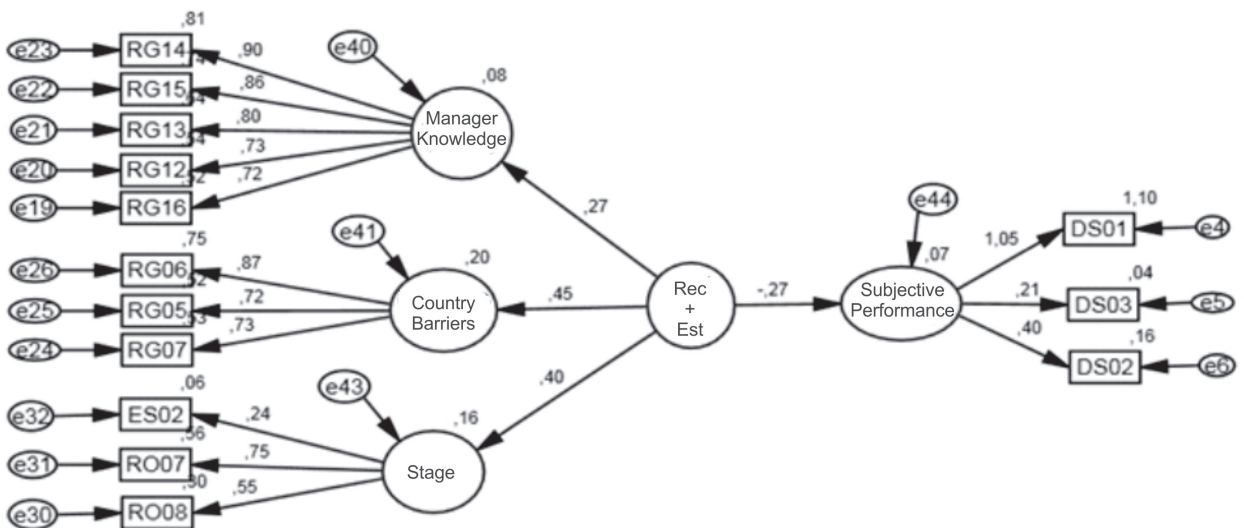 ,81
e23 RG14 ,90 e40
,08
e22 RG15 ,86
Manager
Knowledge
e21 RG13 ,80
e20 RG12 ,73
e19 RG16 ,72
,27
,75
e26 RG06 ,87 e41
,20
e25 RG05 ,72
Country
Barriers
e24 RG07 ,73
,45
Rec
+
Est
-,27
e44
,07
Subjective
Performance
1,05
1,10
DS01 e4
,21
,04
DS03 e5
,40
,16
DS02 e6
,40
,06
e32 ES02 ,24 e43
,16
,56
e31 RO07 ,75
Stage
e30 RO08 ,55